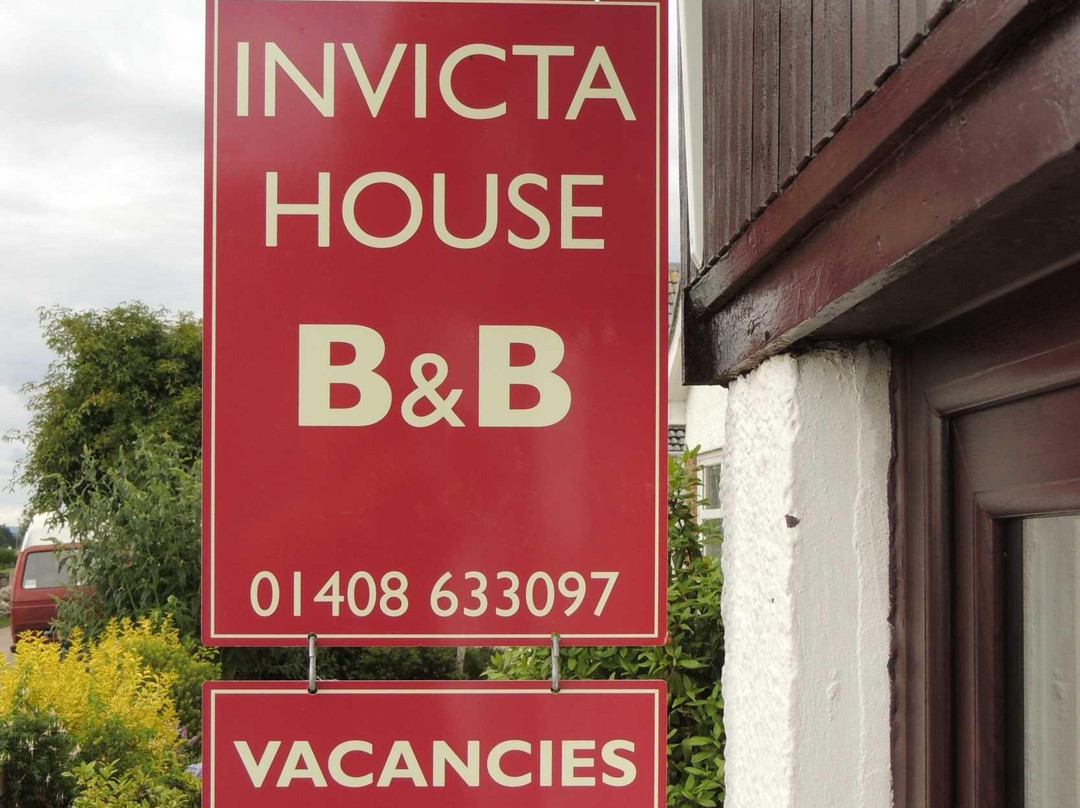 INVICTA
HOUSE
B&B
01408 633097
VACANCIES